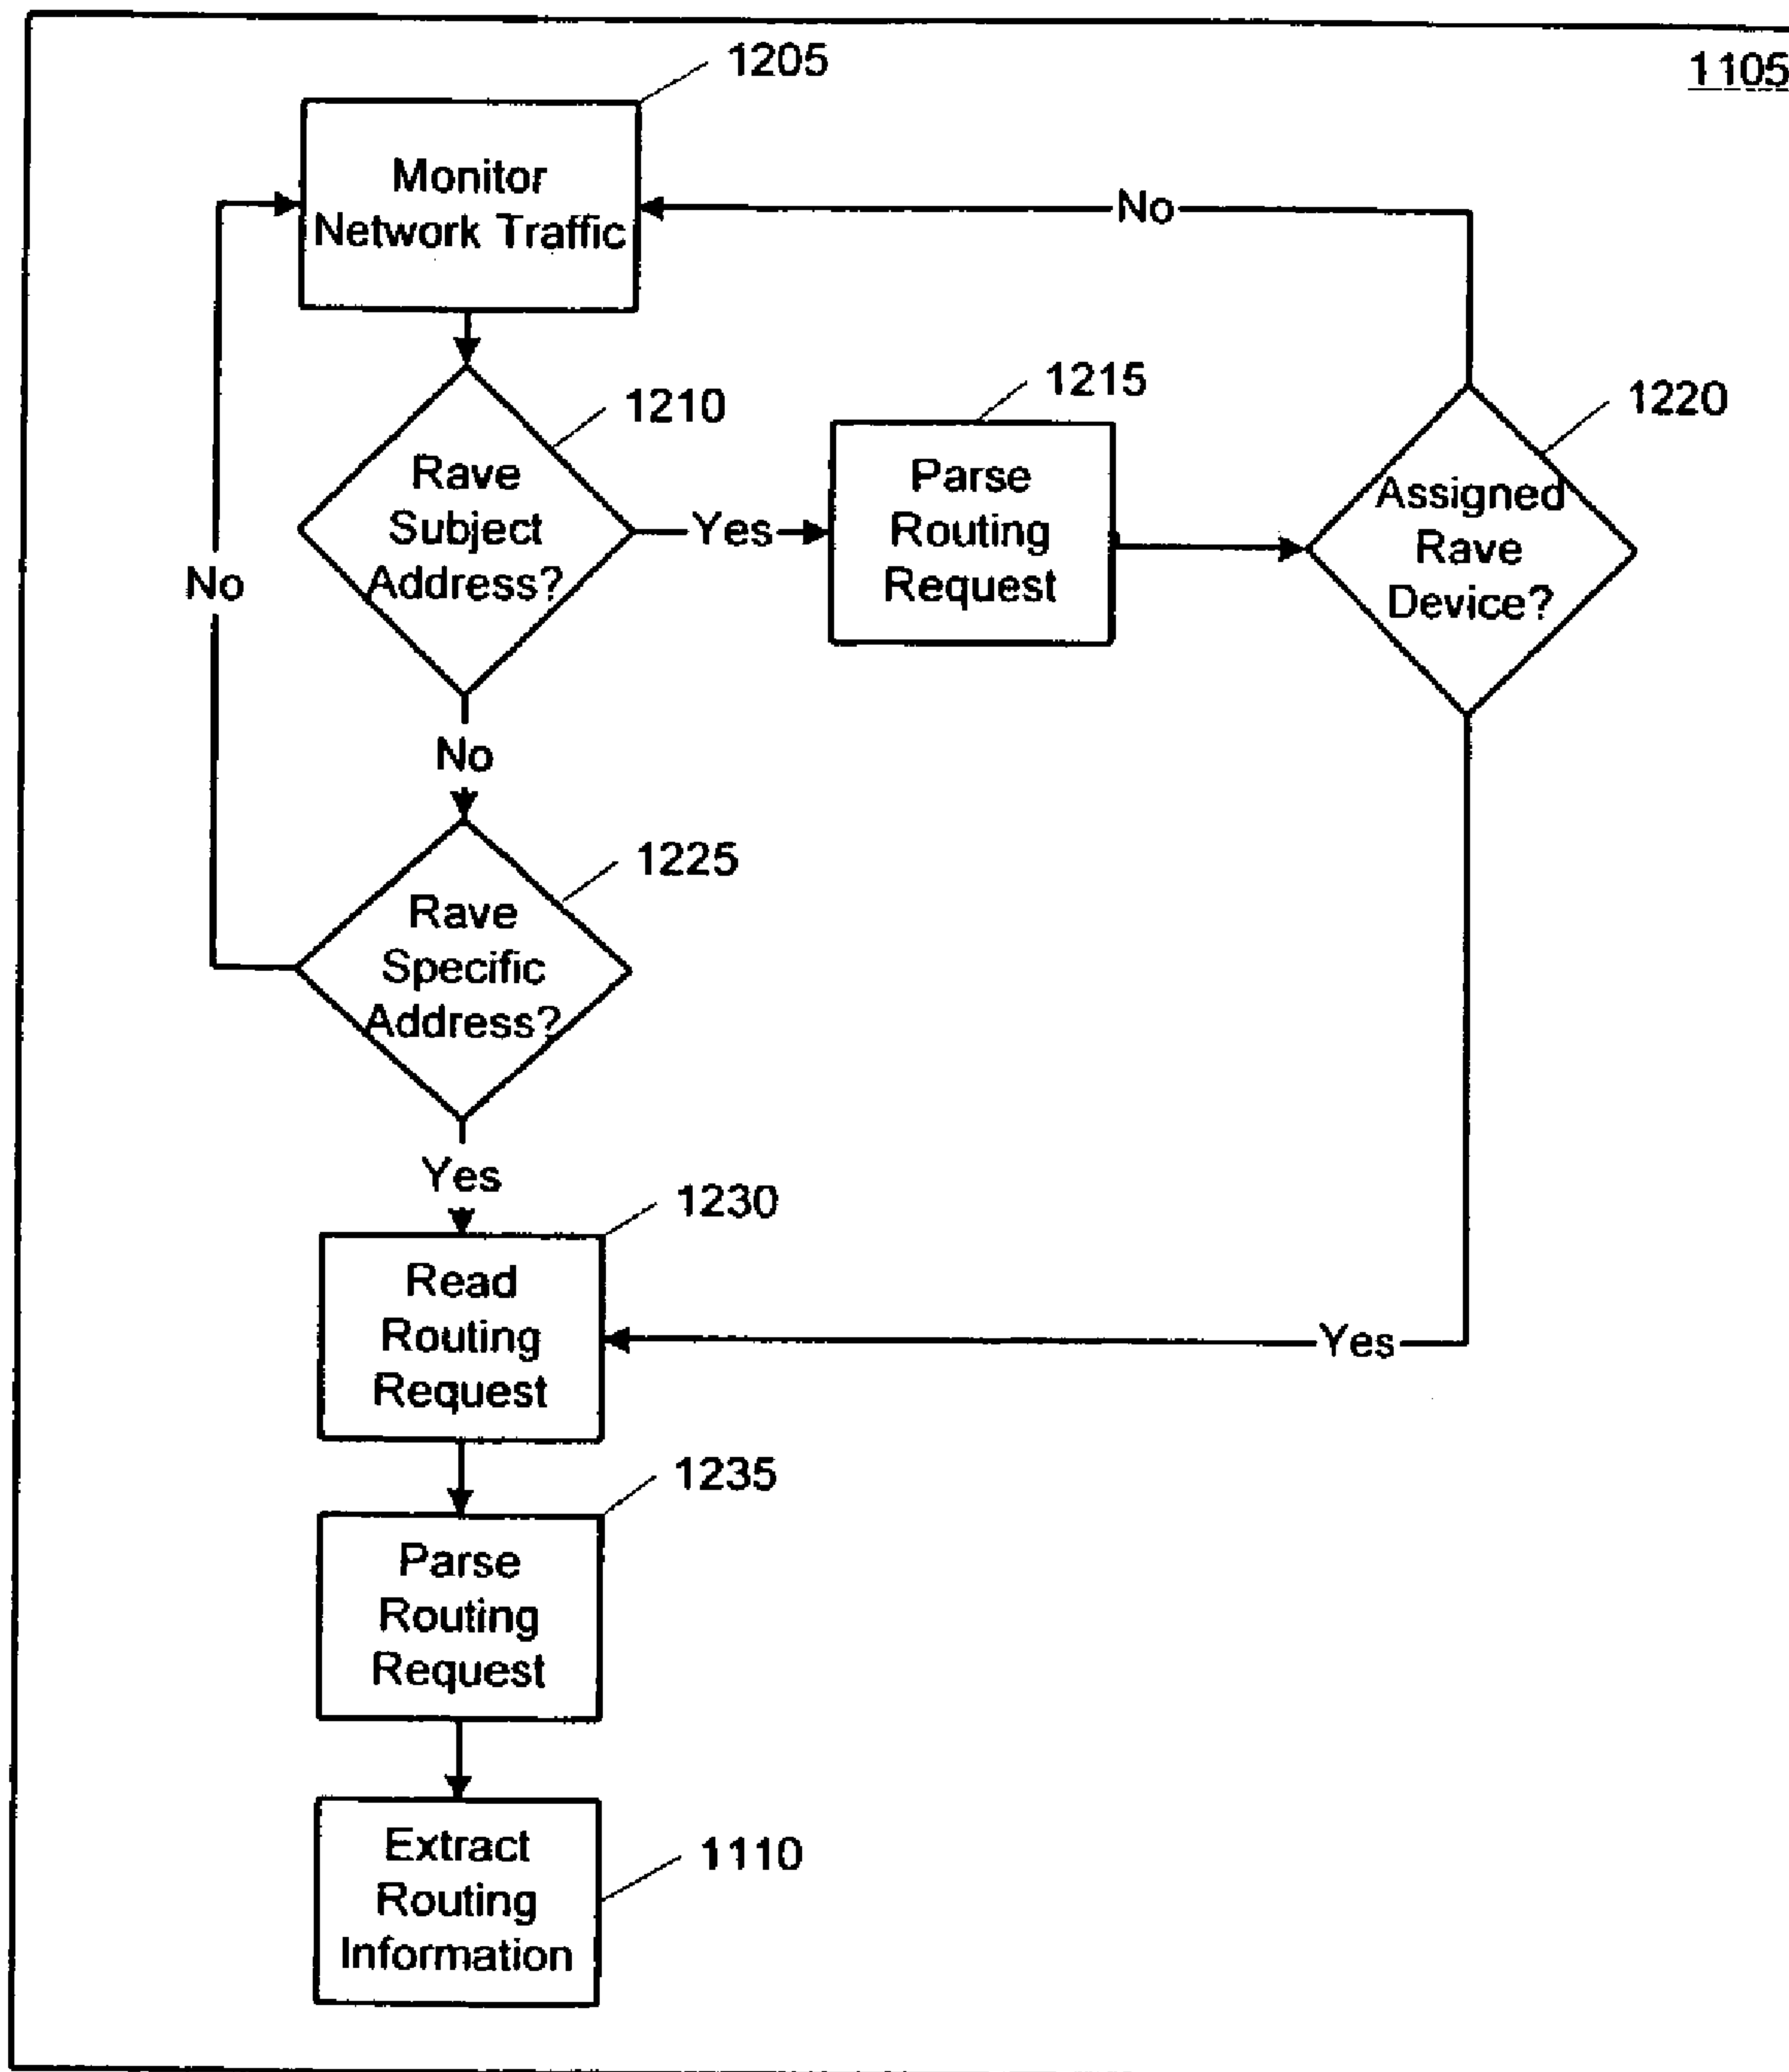 1105
1205
Monitor
Network Traffic
No
1210
Rave
Subject
Address?
Yes
1215
Parse
Routing
Request
1220
Assigned
Rave
Device?
No
No
1225
Rave
Specific
Address?
Yes
1230
Read
Routing
Request
Yes
1235
Parse
Routing
Request
1110
Extract
Routing
Information